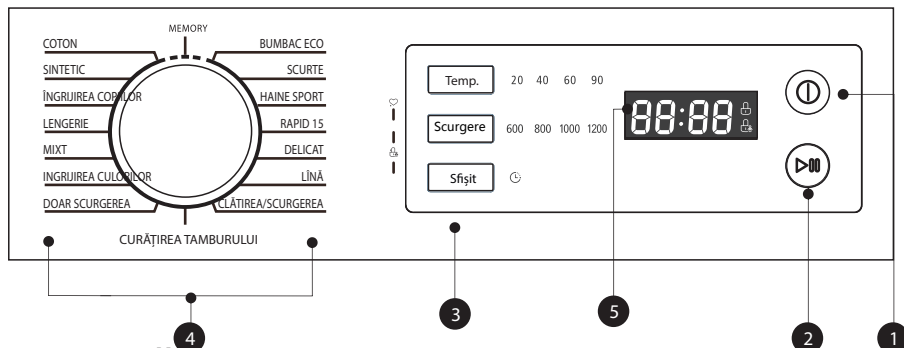 MEMORY
COTON
SINTETIC
ÎNGRIJIREA COPIILOR
LENGERIE
MIXT
INGRIJIREA CULORILOR
DOAR SCURGEREA
BUMBAC ECO
SCURTE
HAINE SPORT
RAPID 15
DELICAT
LÎNĂ
CLĂTIREA/SCURGEREA
CURĂȚIREA TAMBURULUI
Temp. 20 40 60 90
Scurgere 600 800 1000 1200
Sfîșit
88:88
4
3
5
2
1